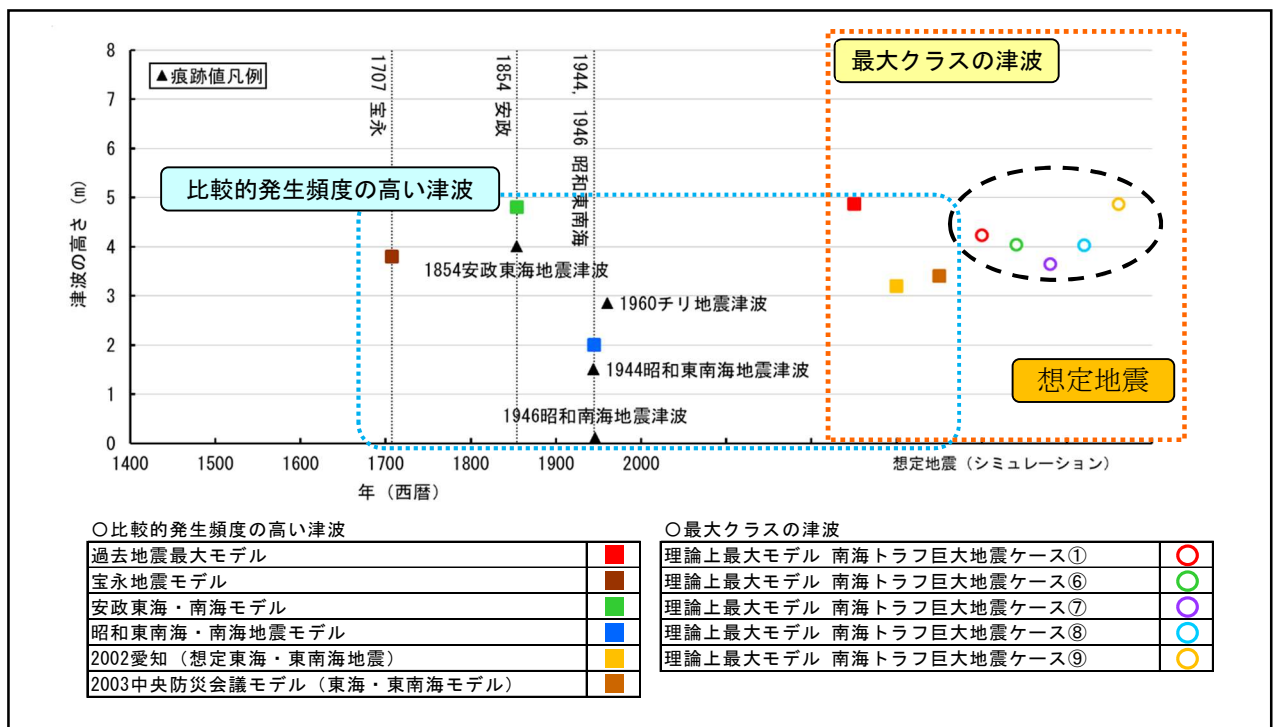 8
7
6
5
4
3
2
1
0
津波の高さ (m)
▲痕跡値凡例
1707 宝永
1854 安政
1944, 1946 昭和東南海
最大クラスの津波
比較的発生頻度の高い津波
1854安政東海地震津波
1960チリ地震津波
1944昭和東南海地震津波
1946昭和南海地震津波
想定地震
1400 1500 1600 1700 1800 1900 2000 想定地震（シミュレーション）
年（西暦）
○比較的発生頻度の高い津波
過去地震最大モデル
宝永地震モデル
安政東海・南海モデル
昭和東南海・南海地震モデル
2002愛知（想定東海・東南海地震）
2003中央防災会議モデル（東海・東南海モデル）
○最大クラスの津波
理論上最大モデル 南海トラフ巨大地震ケース①
理論上最大モデル 南海トラフ巨大地震ケース⑥
理論上最大モデル 南海トラフ巨大地震ケース⑦
理論上最大モデル 南海トラフ巨大地震ケース⑧
理論上最大モデル 南海トラフ巨大地震ケース⑨